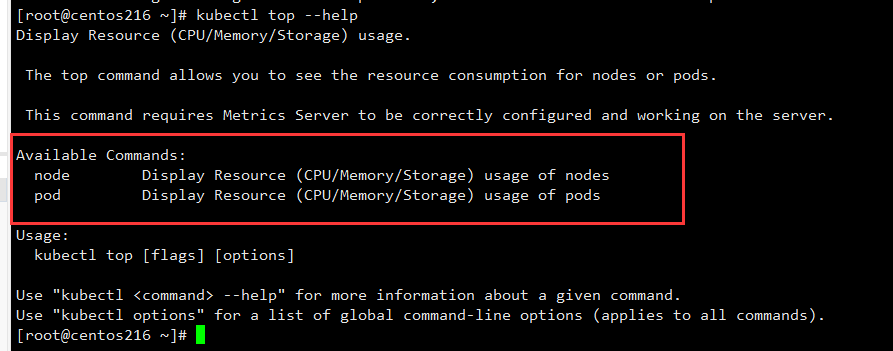 [root@centos216 ~]# kubectl top --help
Display Resource (CPU/Memory/Storage) usage.
The top command allows you to see the resource consumption for nodes or pods.
This command requires Metrics Server to be correctly configured and working on the server.
Available Commands:
node        Display Resource (CPU/Memory/Storage) usage of nodes
pod         Display Resource (CPU/Memory/Storage) usage of pods
Usage:
kubectl top [flags] [options]
Use "kubectl <command> --help" for more information about a given command.
Use "kubectl options" for a list of global command-line options (applies to all commands).
[root@centos216 ~]#